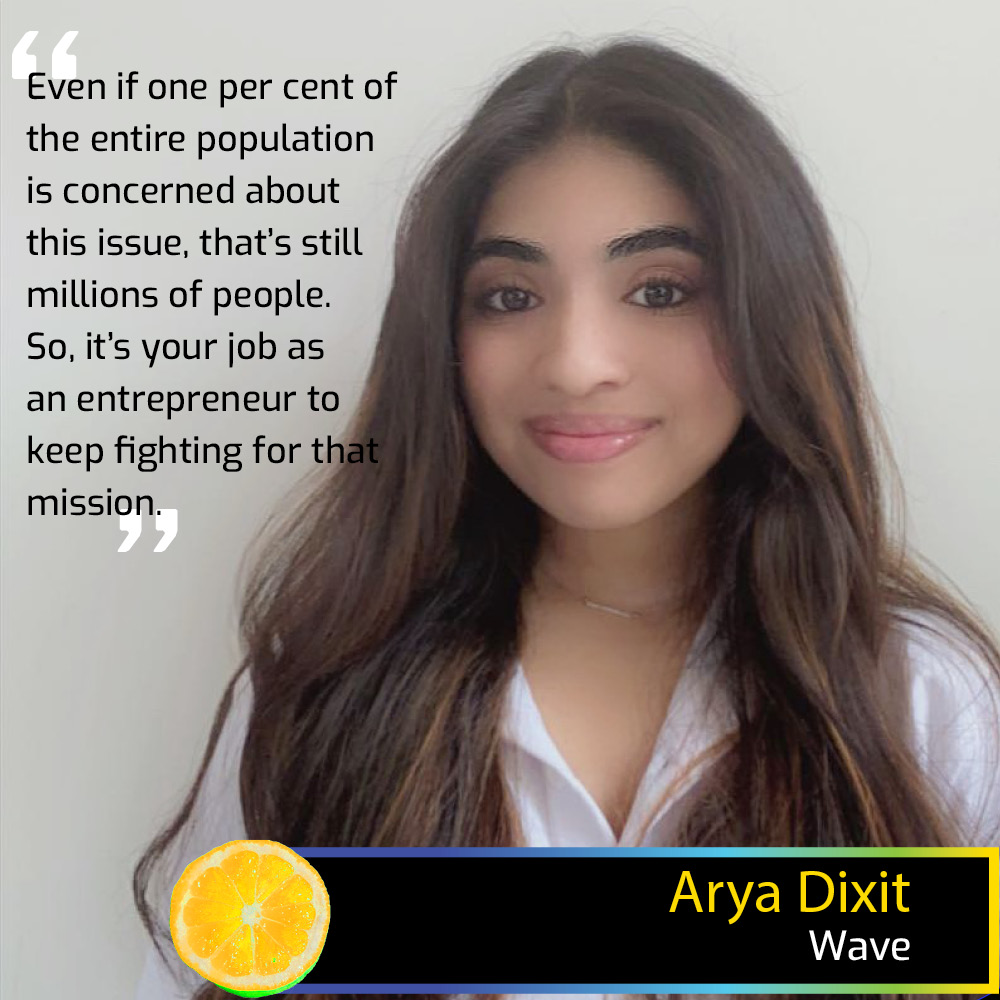 “
Even if one per cent of
the entire population
is concerned about
this issue, that’s still
millions of people.
So, it’s your job as
an entrepreneur to
keep fighting for that
mission.
”
Arya Dixit
Wave